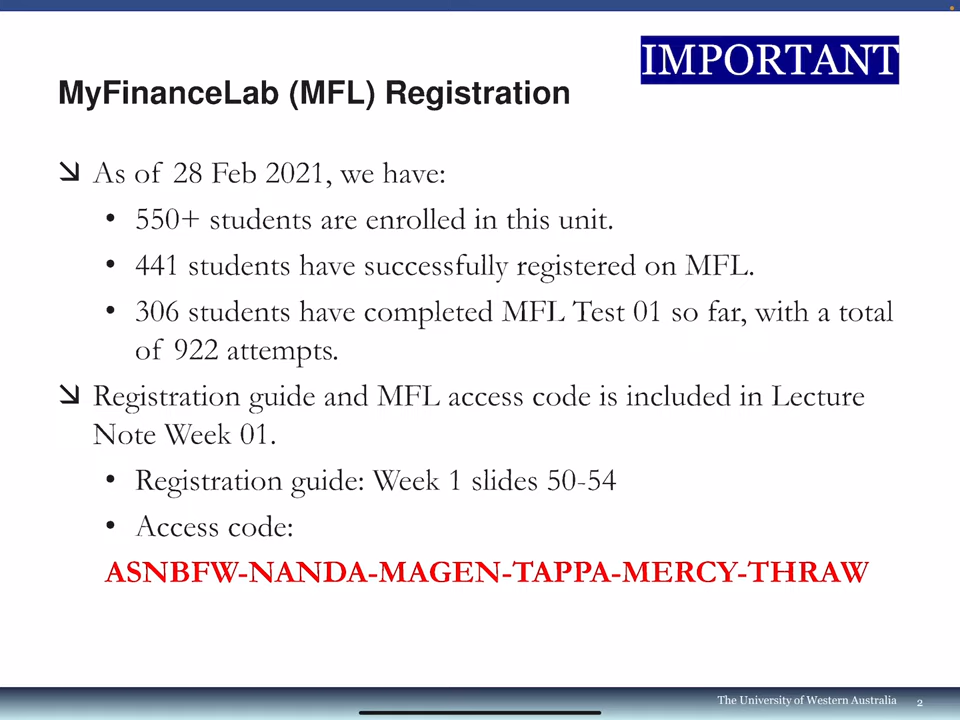 IMPORTANT
MyFinanceLab (MFL) Registration
As of 28 Feb 2021, we have:
• 550+ students are enrolled in this unit.
• 441 students have successfully registered on MFL.
• 306 students have completed MFL Test 01 so far, with a total
of 922 attempts.
Registration guide and MFL access code is included in Lecture
Note Week 01.
• Registration guide: Week 1 slides 50-54
• Access code:
ASNBFW-NANDA-MAGEN-TAPPA-MERCY-THRAW
The University of Western Australia 2